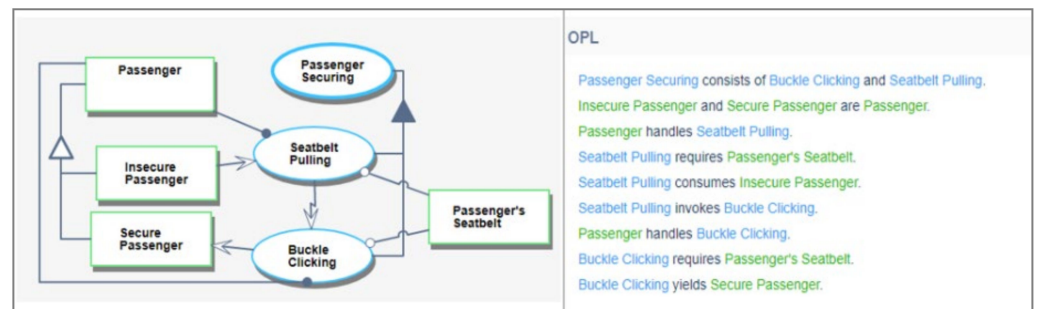 Passenger
Passenger
Securing
Seatbelt
Pulling
Insecure
Passenger
Passenger's
Seatbelt
Secure
Passenger
Buckle
Clicking
OPL
Passenger Securing consists of Buckle Clicking and Seatbelt Pulling.
Insecure Passenger and Secure Passenger are Passenger.
Passenger handles Seatbelt Pulling.
Seatbelt Pulling requires Passenger's Seatbelt.
Seatbelt Pulling consumes Insecure Passenger.
Seatbelt Pulling invokes Buckle Clicking.
Passenger handles Buckle Clicking.
Buckle Clicking requires Passenger's Seatbelt.
Buckle Clicking yields Secure Passenger.